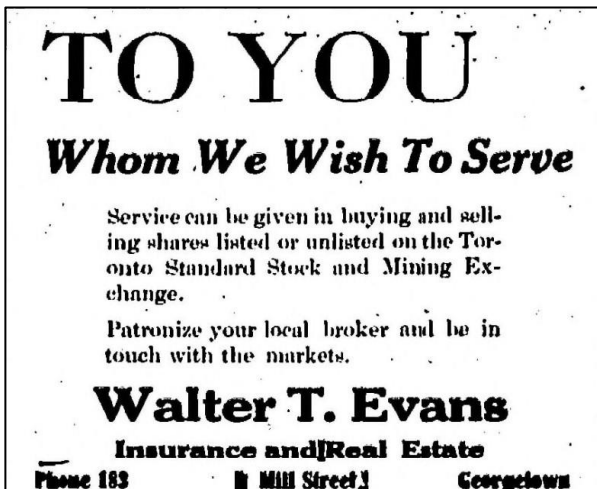 TO YOU
Whom We Wish To Serve
Service can be given in buying and sell-
ing shares listed or unlisted on the Tor-
onto Standard Stock and Mining Ex-
change.
Patronize your local broker and be in
touch with the markets.
Walter T. Evans
Insurance and Real Estate
Phone 183 Mill Street Georgetown